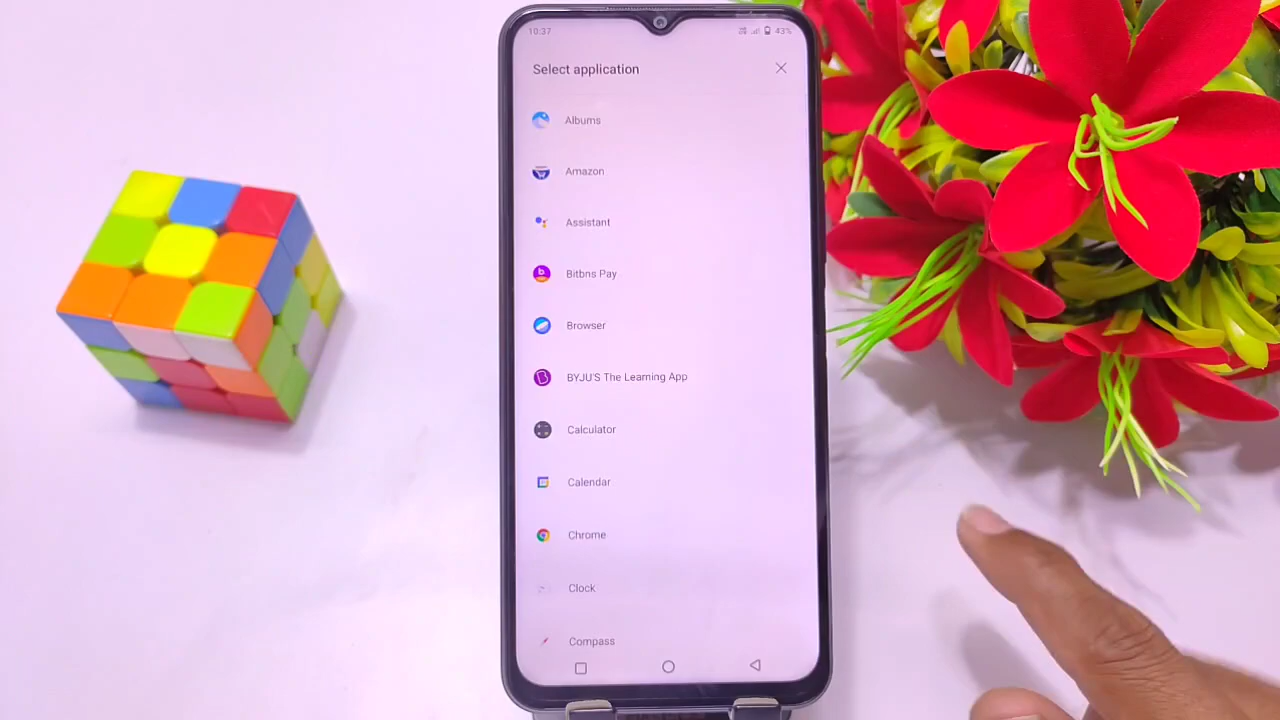 10:37
43%
Select application
Albums
Amazon
Assistant
Bitbns Pay
Browser
BYJU'S The Learning App
Calculator
Calendar
Chrome
Clock
Compass